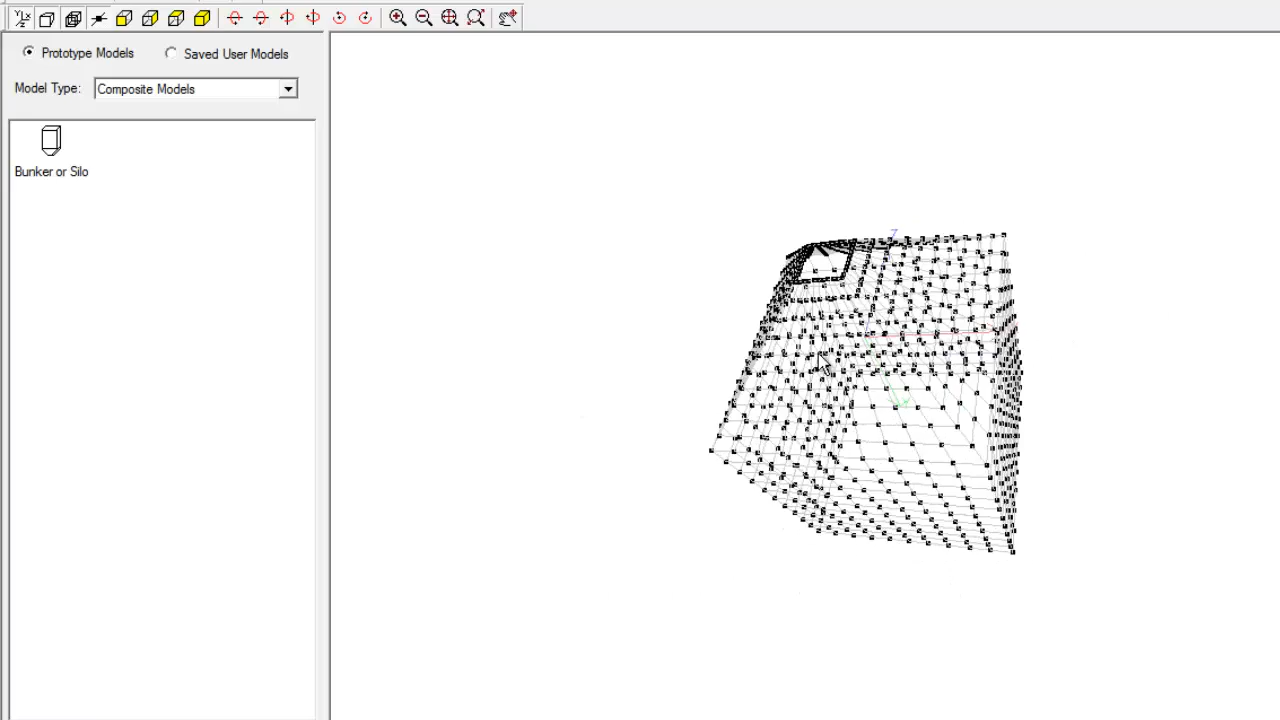 Prototype Models
Saved User Models
Model Type:
Composite Models
Bunker or Silo
Z